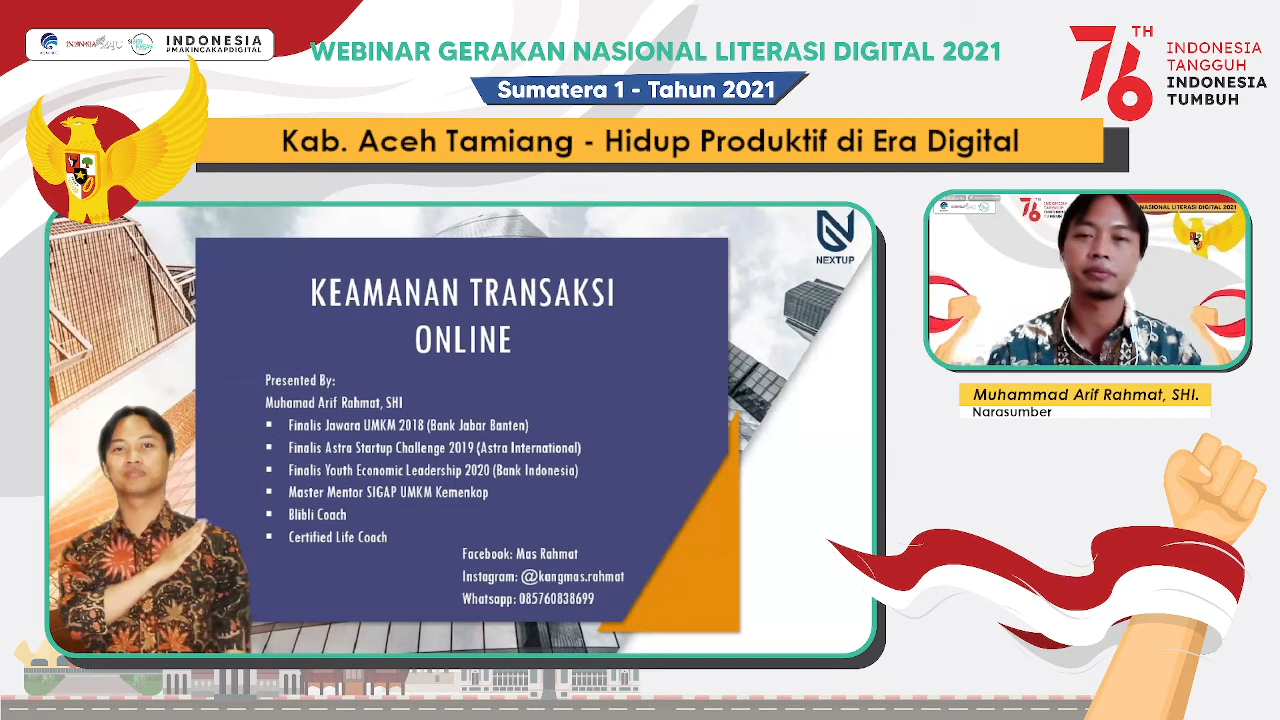 INDONESIA
#MAKINCAKAPDIGITAL
WEBINAR GERAKAN NASIONAL LITERASI DIGITAL 2021
Sumatera 1 - Tahun 2021
76 TH
INDONESIA
TANGGUH
INDONESIA
TUMBUH
Kab. Aceh Tamiang - Hidup Produktif di Era Digital
NEXTUP
KEAMANAN TRANSAKSI
ONLINE
Presented By:
Muhamad Arif Rahmat, SHI
▪ Finalis Jawara UMKM 2018 (Bank Jabar Banten)
▪ Finalis Astra Startup Challenge 2019 (Astra International)
▪ Finalis Youth Economic Leadership 2020 (Bank Indonesia)
▪ Master Mentor SIGAP UMKM Kemenkop
▪ Blibli Coach
▪ Certified Life Coach
Facebook: Mas Rahmat
Instagram: @kangmas.rahmat
Whatsapp: 085760838699
76
NASIONAL LITERASI DIGITAL 2021
Muhammad Arif Rahmat, SHI.
Narasumber